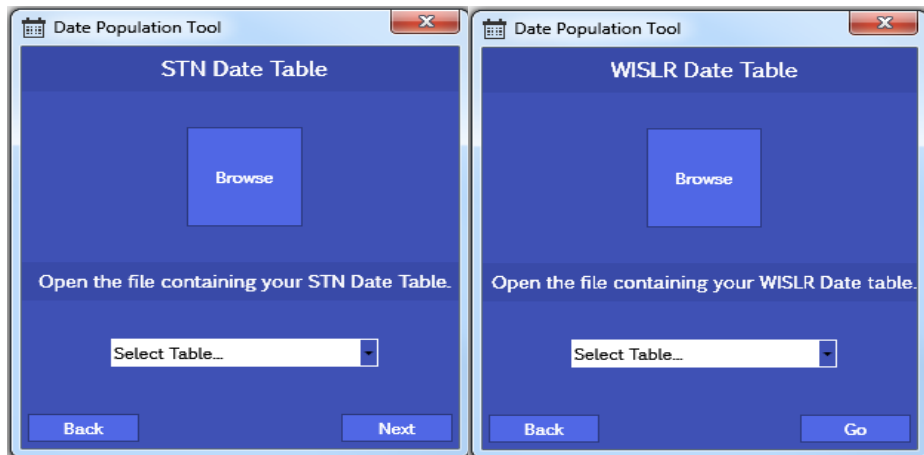 Date Population Tool
STN Date Table
Browse
Open the file containing your STN Date Table.
Select Table...
Back
Next
Date Population Tool
WISLR Date Table
Browse
Open the file containing your WISLR Date table.
Select Table...
Back
Go